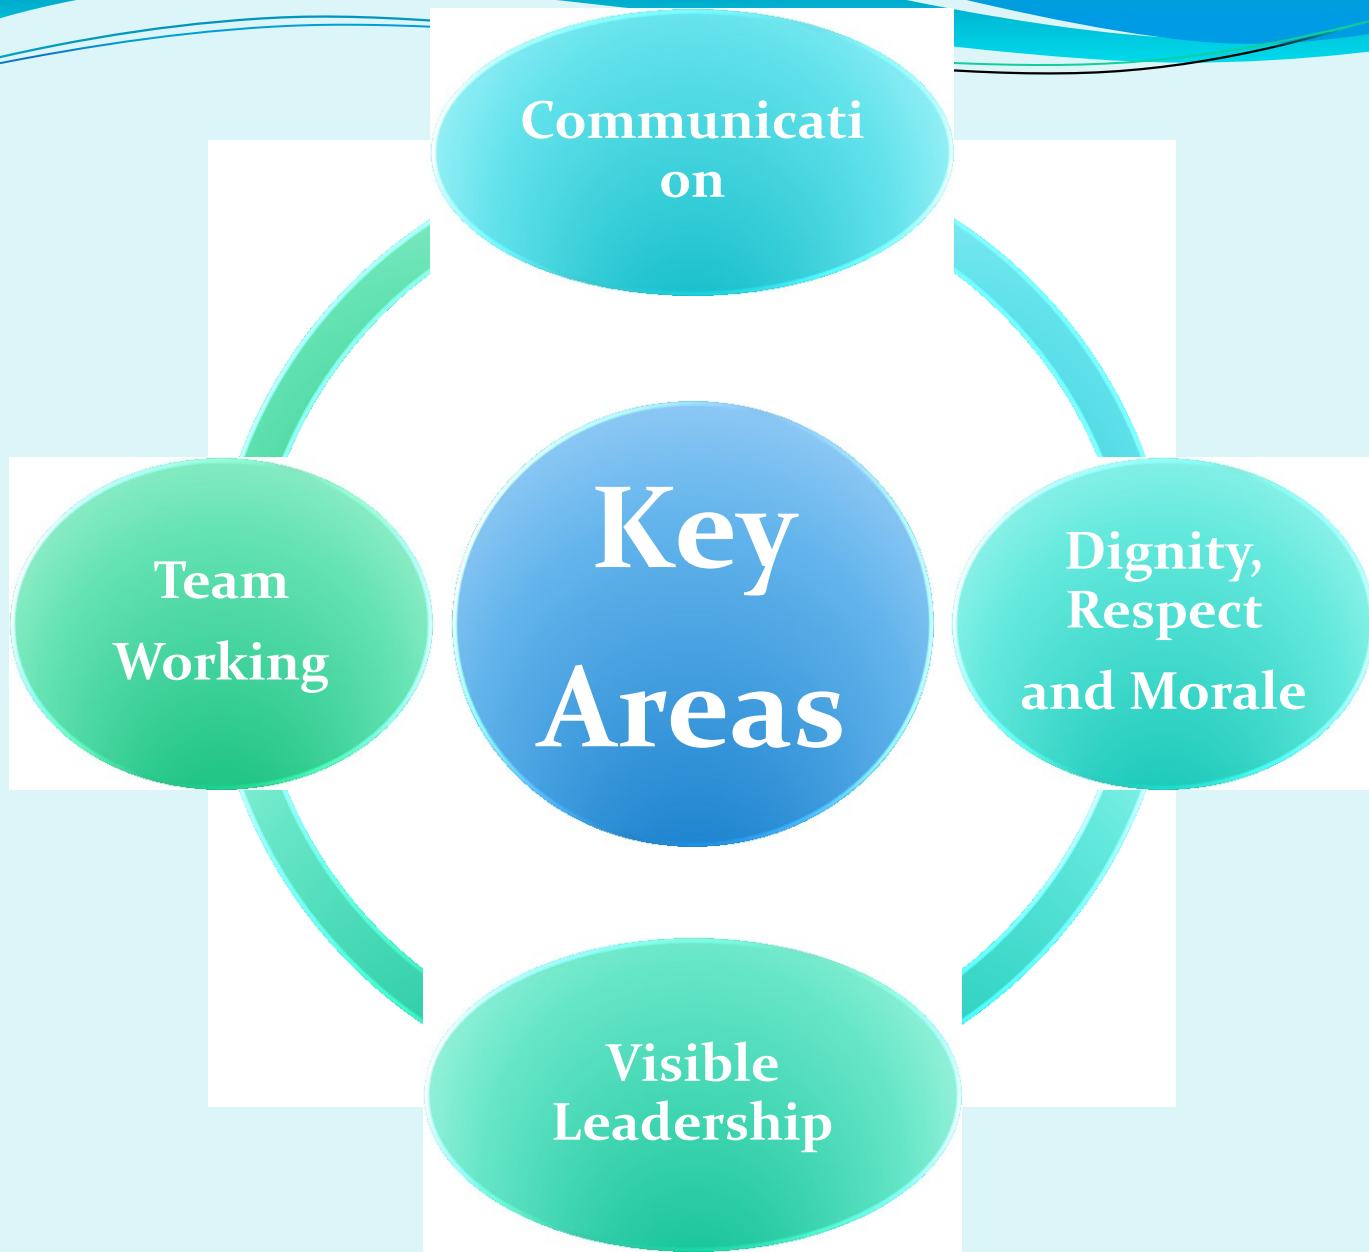 Communicati
on
Key
Areas
Team
Working
Dignity,
Respect
and Morale
Visible
Leadership